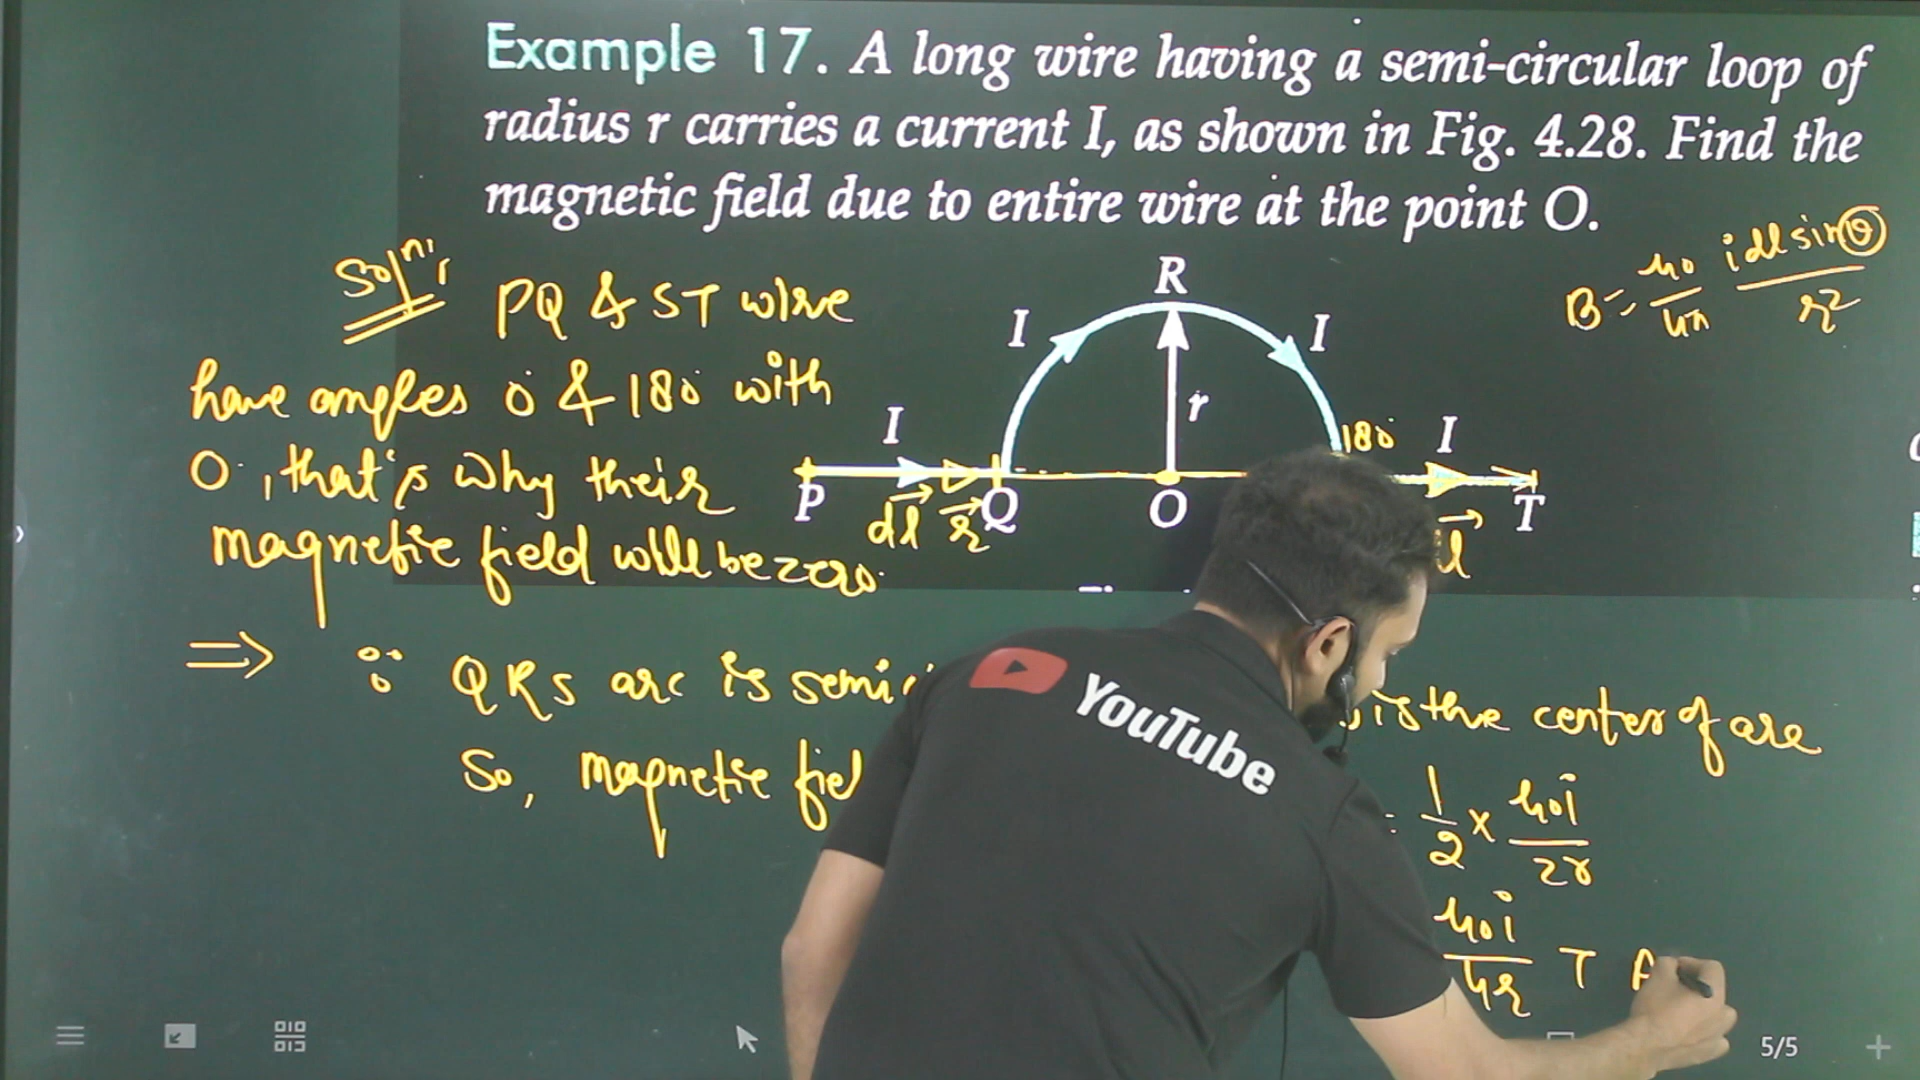 Example 17. A long wire having a semi-circular loop of
radius r carries a current I, as shown in Fig. 4.28. Find the
magnetic field due to entire wire at the point O.
Solⁿ,
PQ & ST wire
have angles 0° & 180° with
O, that's why their
magnetic field will be zero.
B = μ0/4π idl sinθ/r²
R
I
I
r
I
180°
I
P
Q
O
T
dl
r
l
⇒ ∵ QRS arc is semi
is the center of arc
So, magnetic fiel
= 1/2 × μ0i/2r
μ0i/4r T A
YouTube
5/5